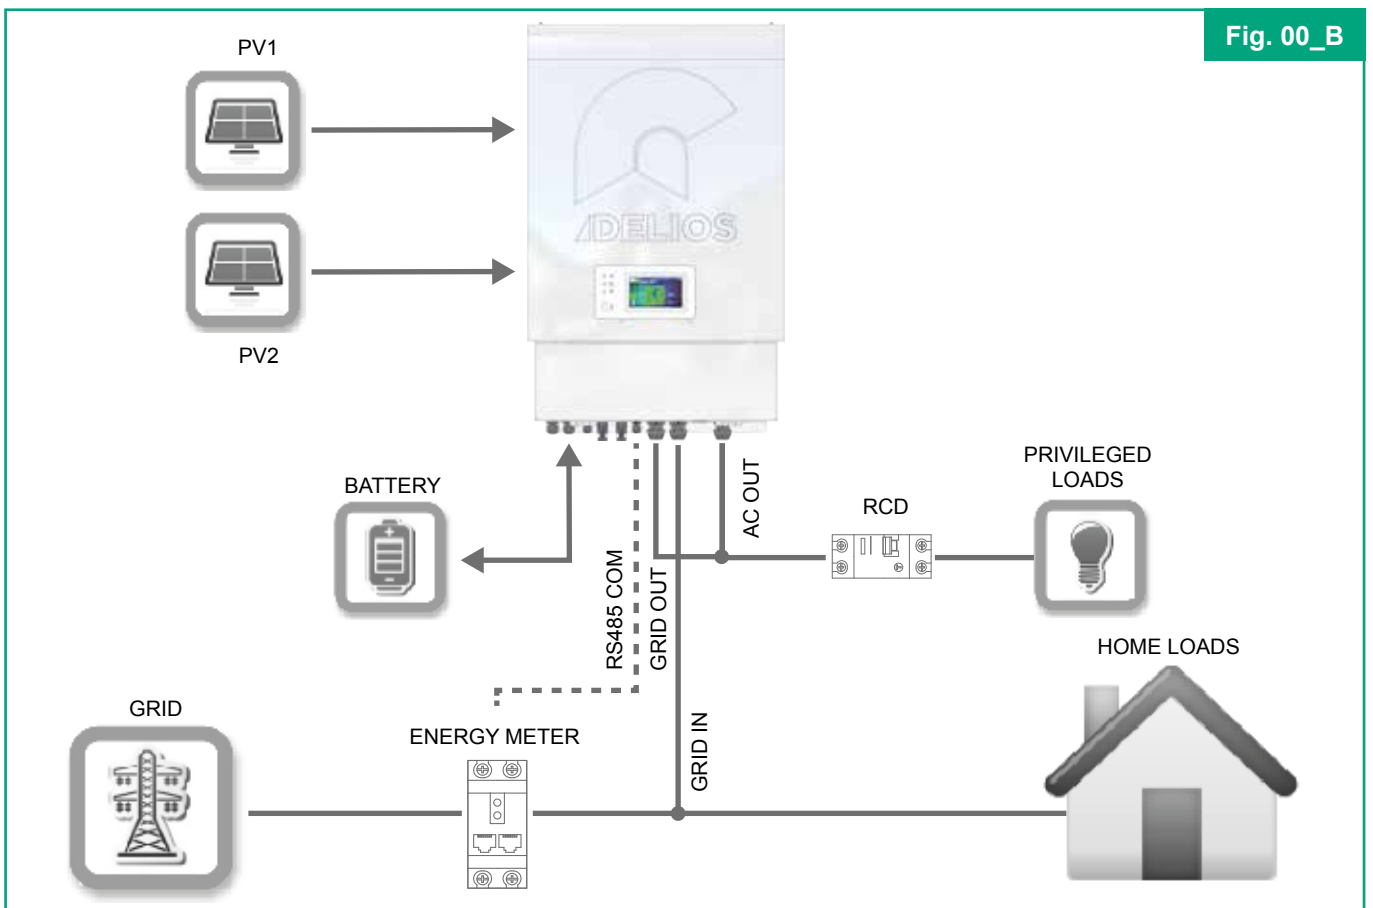 Fig. 00_B
PV1
DELIOS
PV2
BATTERY
AC OUT
RCD
PRIVILEGED
LOADS
RS485 COM
GRID OUT
HOME LOADS
GRID
ENERGY METER
GRID IN